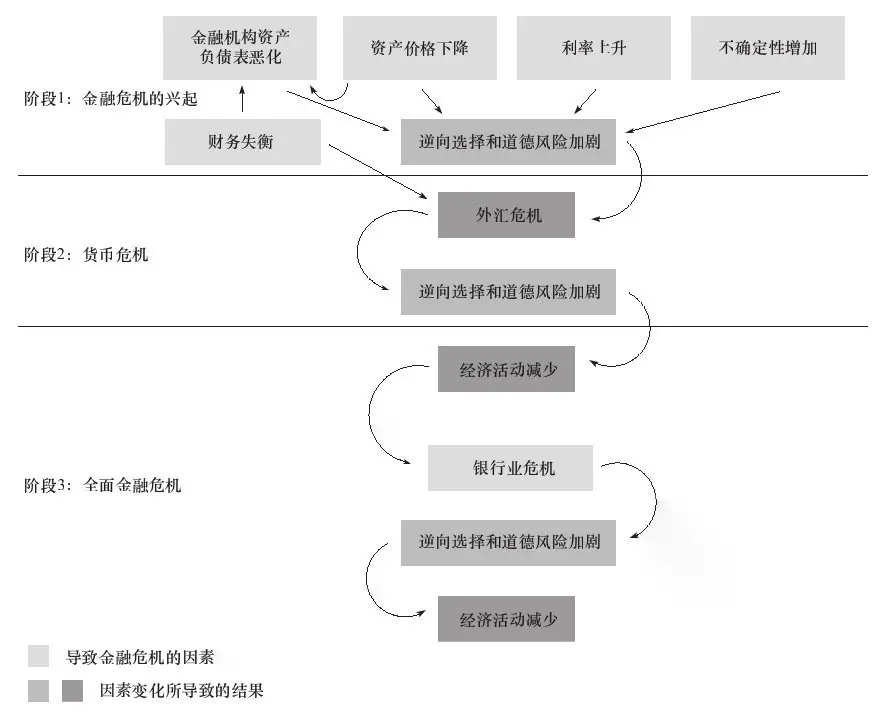 金融机构资产
负债表恶化
资产价格下降
利率上升
不确定性增加
阶段1：金融危机的兴起
财务失衡
逆向选择和道德风险加剧
外汇危机
阶段2：货币危机
逆向选择和道德风险加剧
经济活动减少
银行业危机
阶段3：全面金融危机
逆向选择和道德风险加剧
经济活动减少
导致金融危机的因素
因素变化所导致的结果